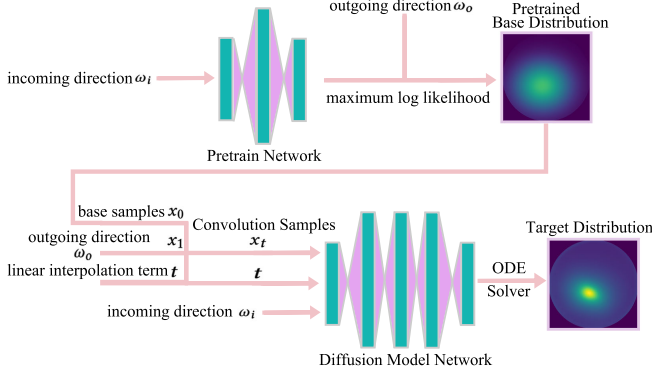 outgoing direction ωo
Pretrained
Base Distribution
incoming direction ωi
maximum log likelihood
Pretrain Network
base samples x0
Convolution Samples
outgoing direction
ωo
x1
xt
linear interpolation term t
t
incoming direction ωi
Target Distribution
ODE
Solver
Diffusion Model Network